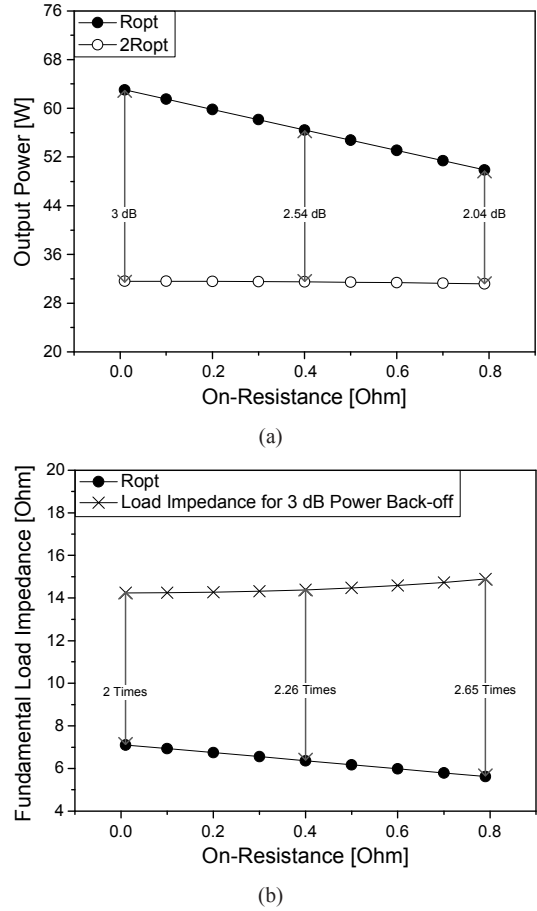 Ropt
2Ropt
Output Power [W]
76
68
60
52
44
36
28
20
3 dB
2.54 dB
2.04 dB
0.0
0.2
0.4
0.6
0.8
On-Resistance [Ohm]
(a)
Ropt
Load Impedance for 3 dB Power Back-off
Fundamental Load Impedance [Ohm]
20
18
16
14
12
10
8
6
4
2 Times
2.26 Times
2.65 Times
0.0
0.2
0.4
0.6
0.8
On-Resistance [Ohm]
(b)